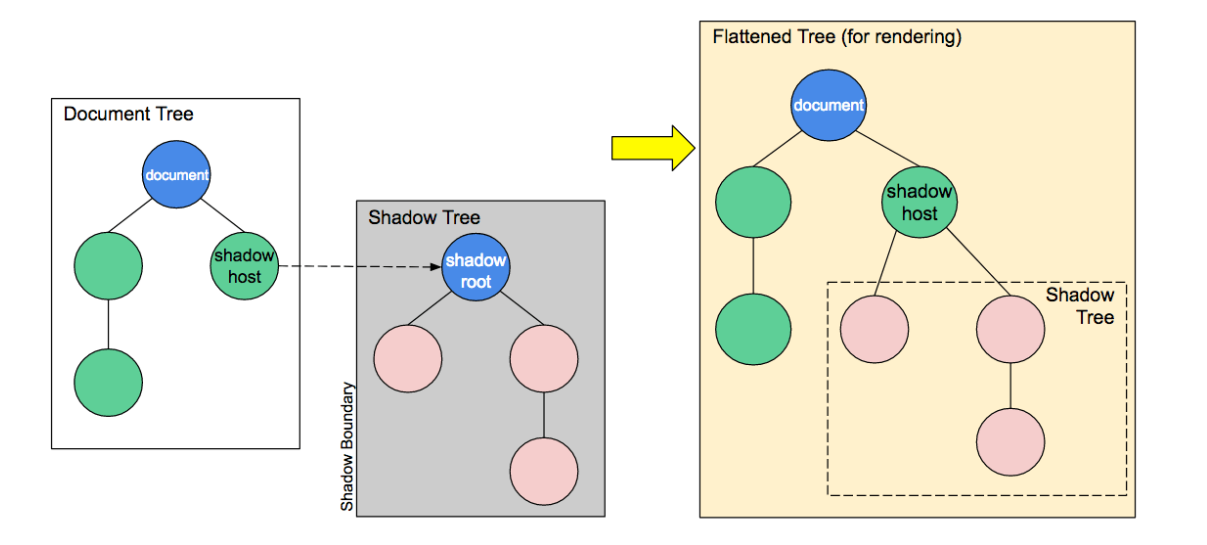 Document Tree
document
shadow
host
Shadow Tree
shadow
root
Shadow Boundary
Flattened Tree (for rendering)
document
shadow
host
Shadow
Tree